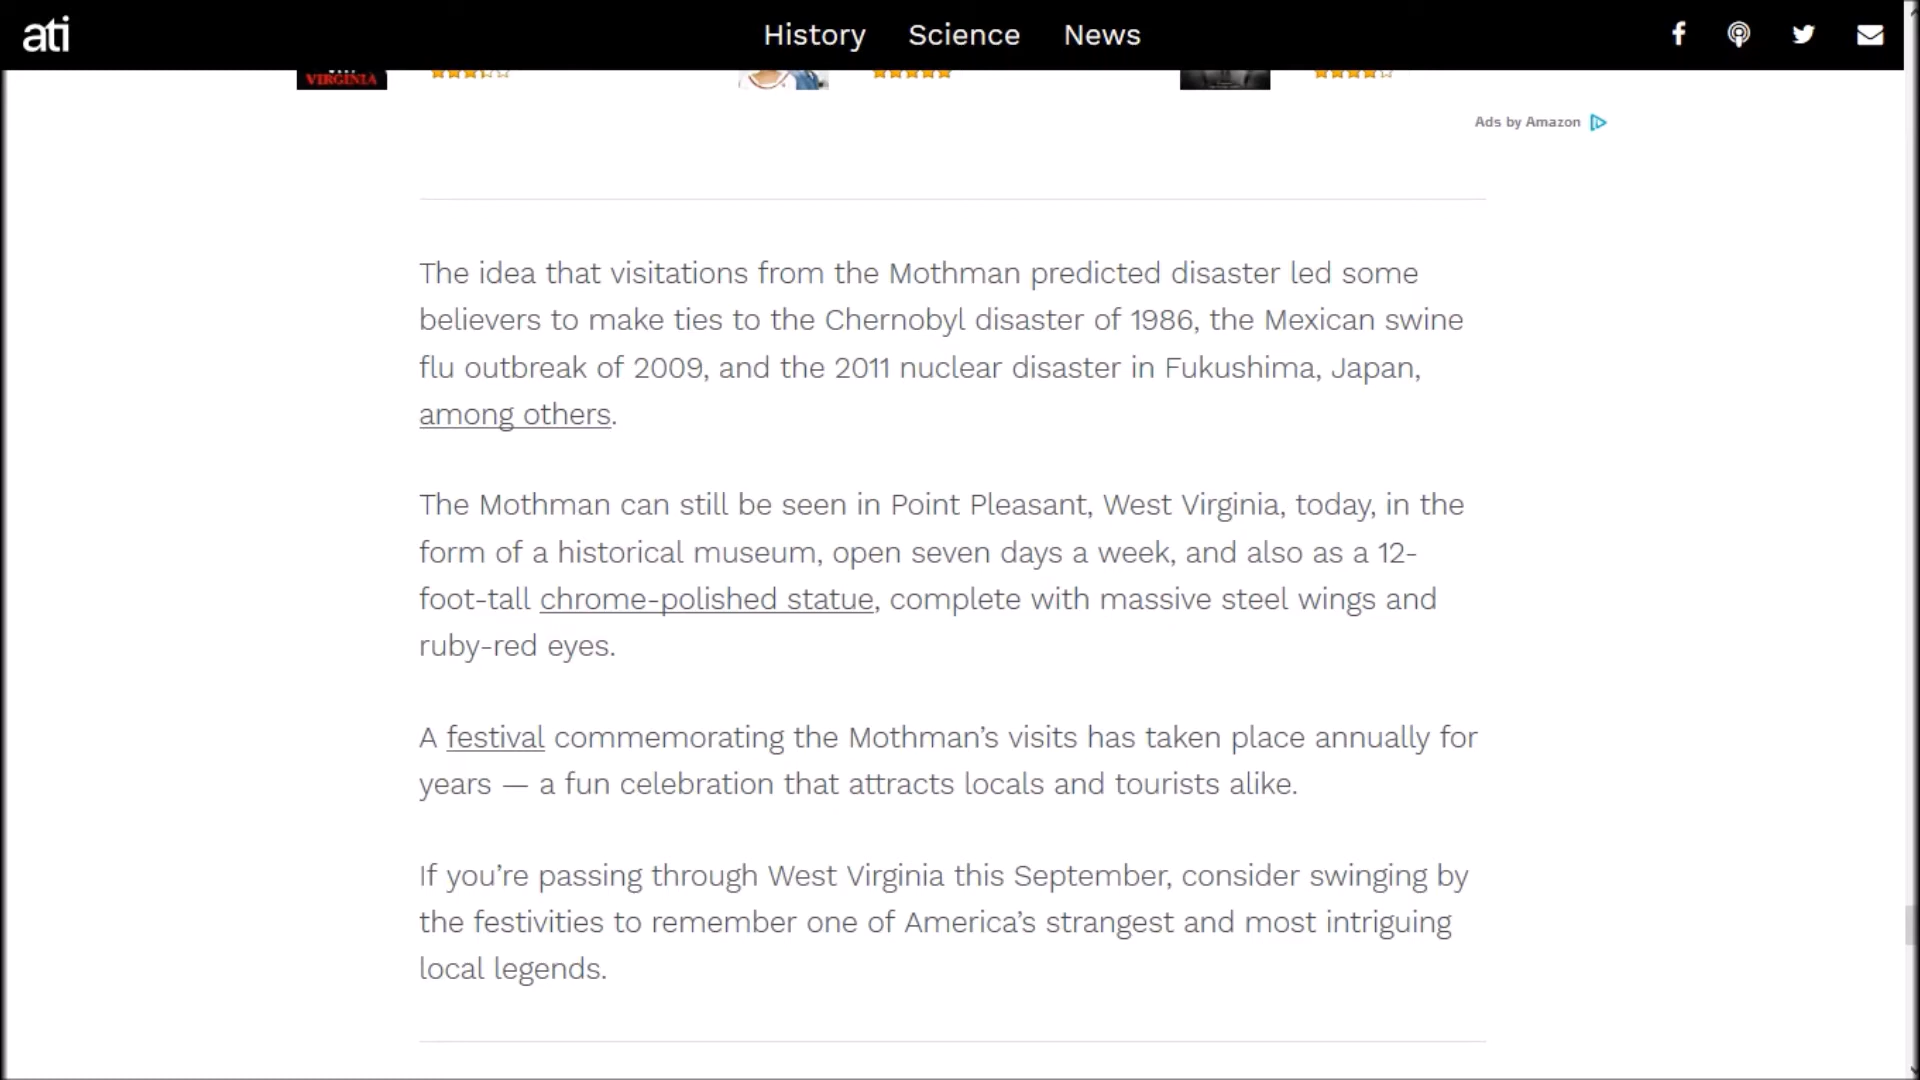 ati
History Science News
VIRGINIA
Ads by Amazon
The idea that visitations from the Mothman predicted disaster led some
believers to make ties to the Chernobyl disaster of 1986, the Mexican swine
flu outbreak of 2009, and the 2011 nuclear disaster in Fukushima, Japan,
among others.
The Mothman can still be seen in Point Pleasant, West Virginia, today, in the
form of a historical museum, open seven days a week, and also as a 12-
foot-tall chrome-polished statue, complete with massive steel wings and
ruby-red eyes.
A festival commemorating the Mothman’s visits has taken place annually for
years — a fun celebration that attracts locals and tourists alike.
If you’re passing through West Virginia this September, consider swinging by
the festivities to remember one of America’s strangest and most intriguing
local legends.